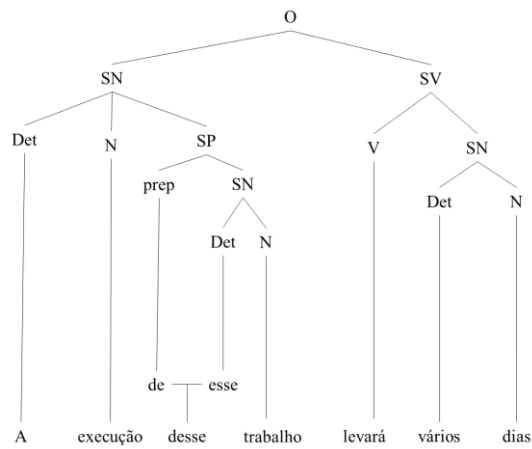 O
SN SV
Det N SP V SN
prep SN Det N
Det N
de esse
A execução desse trabalho levará vários dias